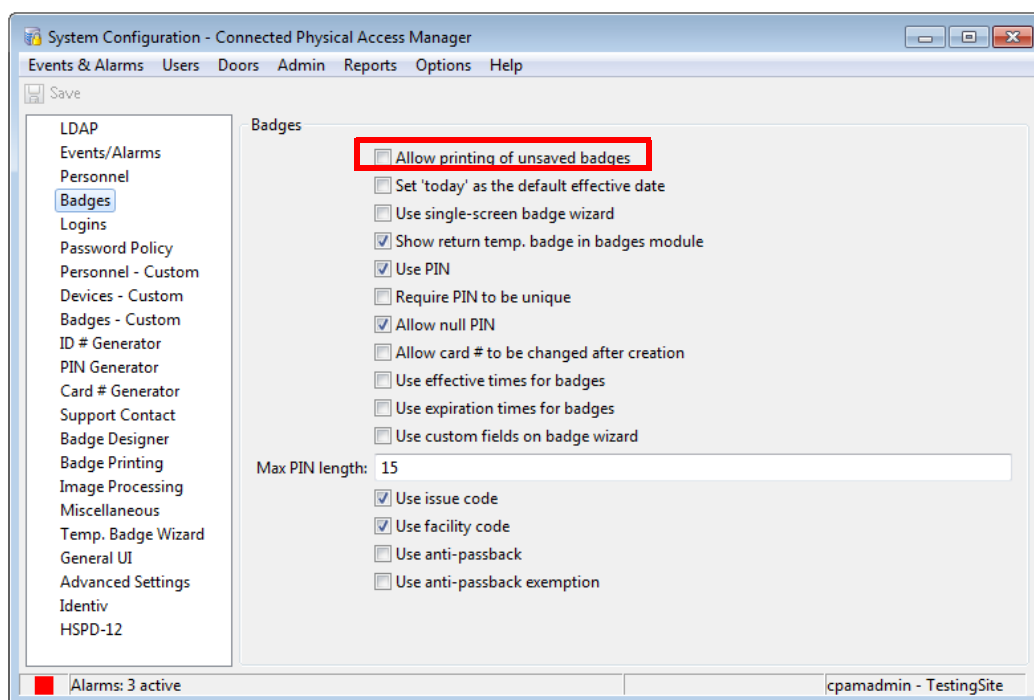 System Configuration - Connected Physical Access Manager
Events & Alarms Users Doors Admin Reports Options Help
Save
LDAP
Events/Alarms
Personnel
Badges
Logins
Password Policy
Personnel - Custom
Devices - Custom
Badges - Custom
ID # Generator
PIN Generator
Card # Generator
Support Contact
Badge Designer
Badge Printing
Image Processing
Miscellaneous
Temp. Badge Wizard
General UI
Advanced Settings
Identiv
HSPD-12
Badges
Allow printing of unsaved badges
Set 'today' as the default effective date
Use single-screen badge wizard
Show return temp. badge in badges module
Use PIN
Require PIN to be unique
Allow null PIN
Allow card # to be changed after creation
Use effective times for badges
Use expiration times for badges
Use custom fields on badge wizard
Max PIN length: 15
Use issue code
Use facility code
Use anti-passback
Use anti-passback exemption
Alarms: 3 active
cpamadmin - TestingSite